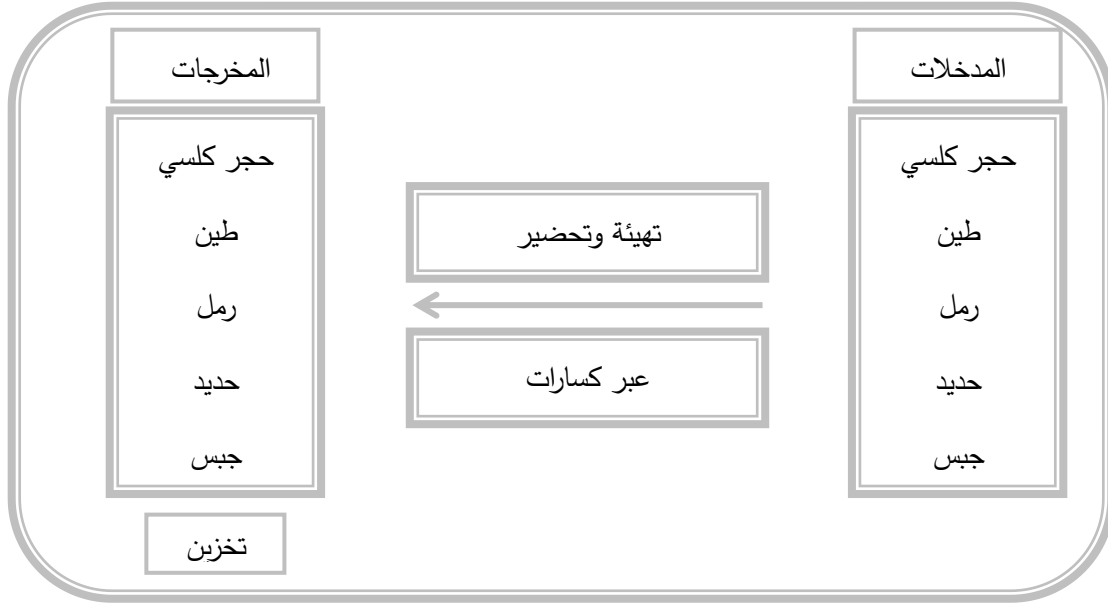 المدخلات
حجر كلسي
طين
رمل
حديد
جبس
تهيئة وتحضير
عبر كسارات
المخرجات
حجر كلسي
طين
رمل
حديد
جبس
تخزين